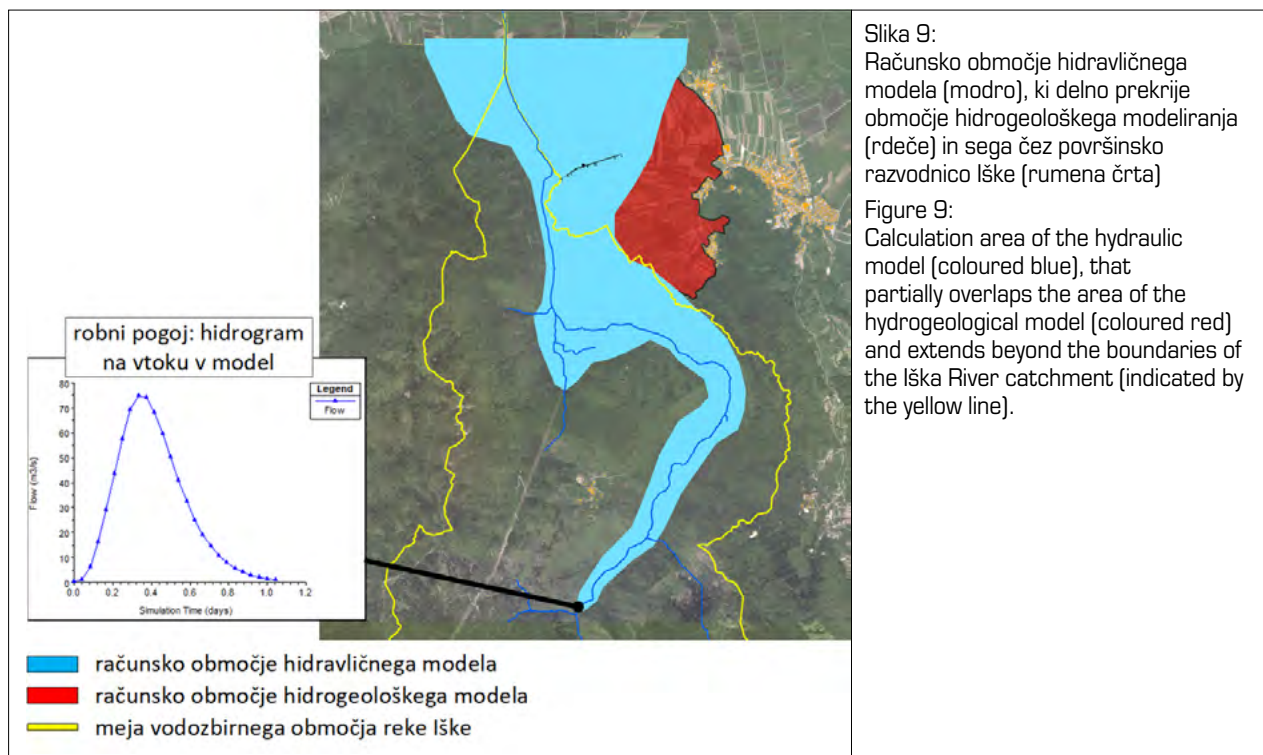 robni pogoj: hidrogram
na vtoku v model
Legend
Flow
Flow (m3/s)
80
70
60
50
40
30
20
10
0
0.0 0.2 0.4 0.6 0.8 1.0 1.2
Simulation Time (days)
računsko območje hidravličnega modela
računsko območje hidrogeološkega modela
meja vodozbirnega območja reke Iške
Slika 9:
Računsko območje hidravličnega
modela (modro), ki delno prekrije
območje hidrogeološkega modeliranja
(rdeče) in sega čez površinsko
razvodnico Iške (rumena črta)
Figure 9:
Calculation area of the hydraulic
model (coloured blue), that
partially overlaps the area of the
hydrogeological model (coloured red)
and extends beyond the boundaries of
the Iška River catchment (indicated by
the yellow line).